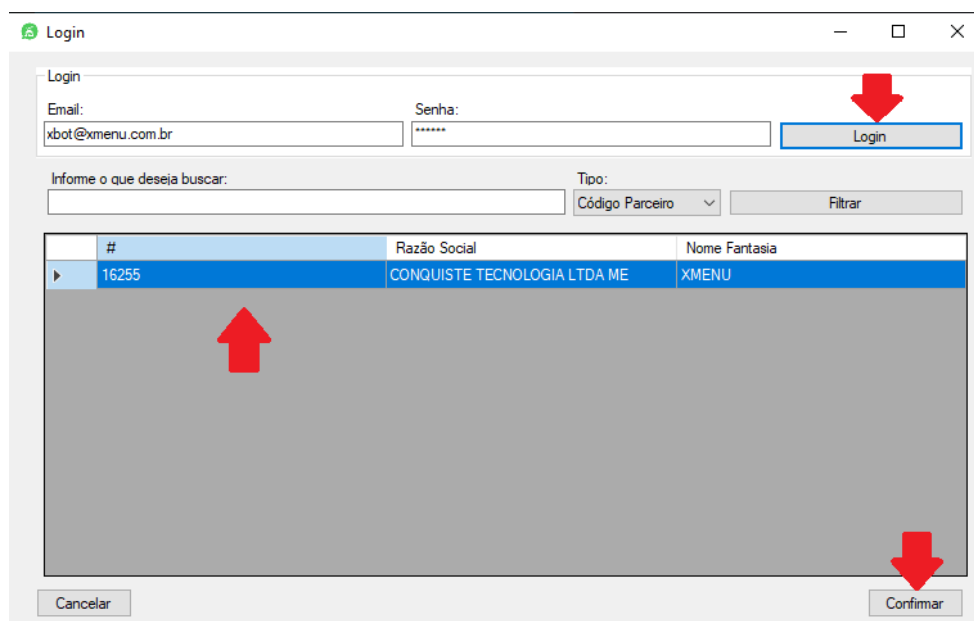 Login
Login
Email:
Senha:
xbot@xmenu.com.br
******
Login
Informe o que deseja buscar:
Tipo:
Código Parceiro
Filtrar
# Razão Social Nome Fantasia
16255 CONQUISTE TECNOLOGIA LTDA ME XMENU
Cancelar
Confirmar